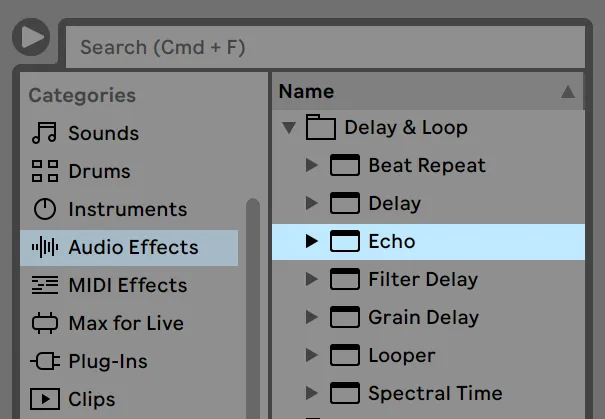 Search (Cmd + F)
Categories
Sounds
Drums
Instruments
Audio Effects
MIDI Effects
Max for Live
Plug-Ins
Clips
Name
Delay & Loop
Beat Repeat
Delay
Echo
Filter Delay
Grain Delay
Looper
Spectral Time